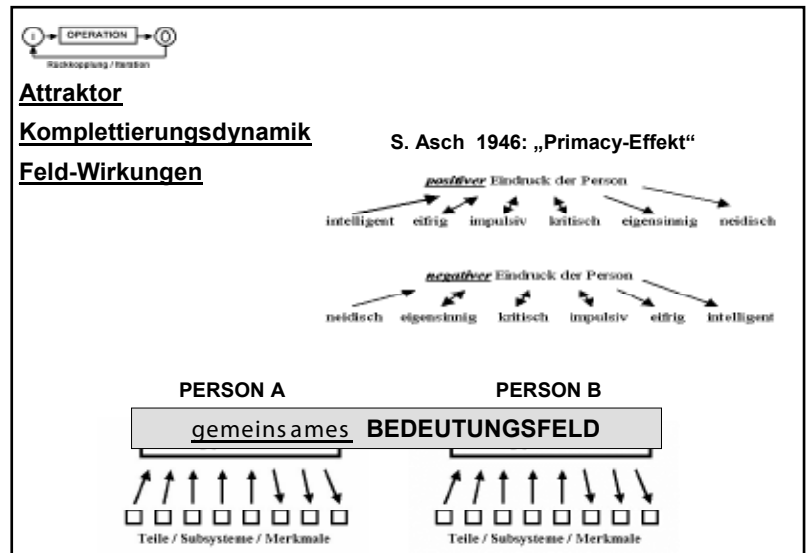 I OPERATION O
Rückkopplung / Iteration
Attraktor
Komplettierungsdynamik
Feld-Wirkungen
S. Asch 1946: „Primacy-Effekt“
positiver Eindruck der Person
intelligent eifrig impulsiv kritisch eigensinnig neidisch
negativer Eindruck der Person
neidisch eigensinnig kritisch impulsiv eifrig intelligent
PERSON A PERSON B
gemeinsames BEDEUTUNGSFELD
Teile / Subsysteme / Merkmale Teile / Subsysteme / Merkmale